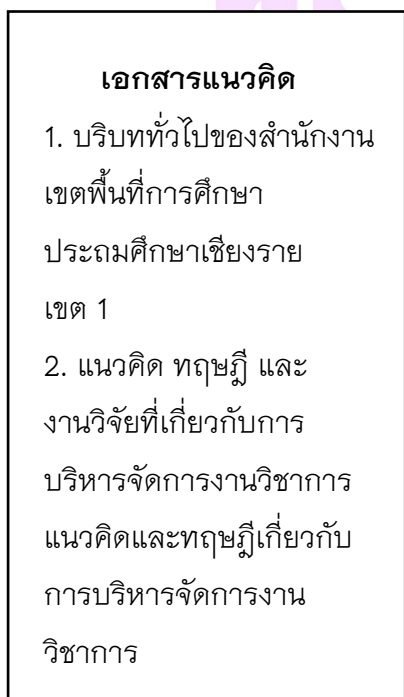 เอกสารแนวคิด
1. บริบททั่วไปของสำนักงาน
เขตพื้นที่การศึกษา
ประถมศึกษาเชียงราย
เขต 1
2. แนวคิด ทฤษฎี และ
งานวิจัยที่เกี่ยวกับการ
บริหารจัดการงานวิชาการ
แนวคิดและทฤษฎีเกี่ยวกับ
การบริหารจัดการงาน
วิชาการ